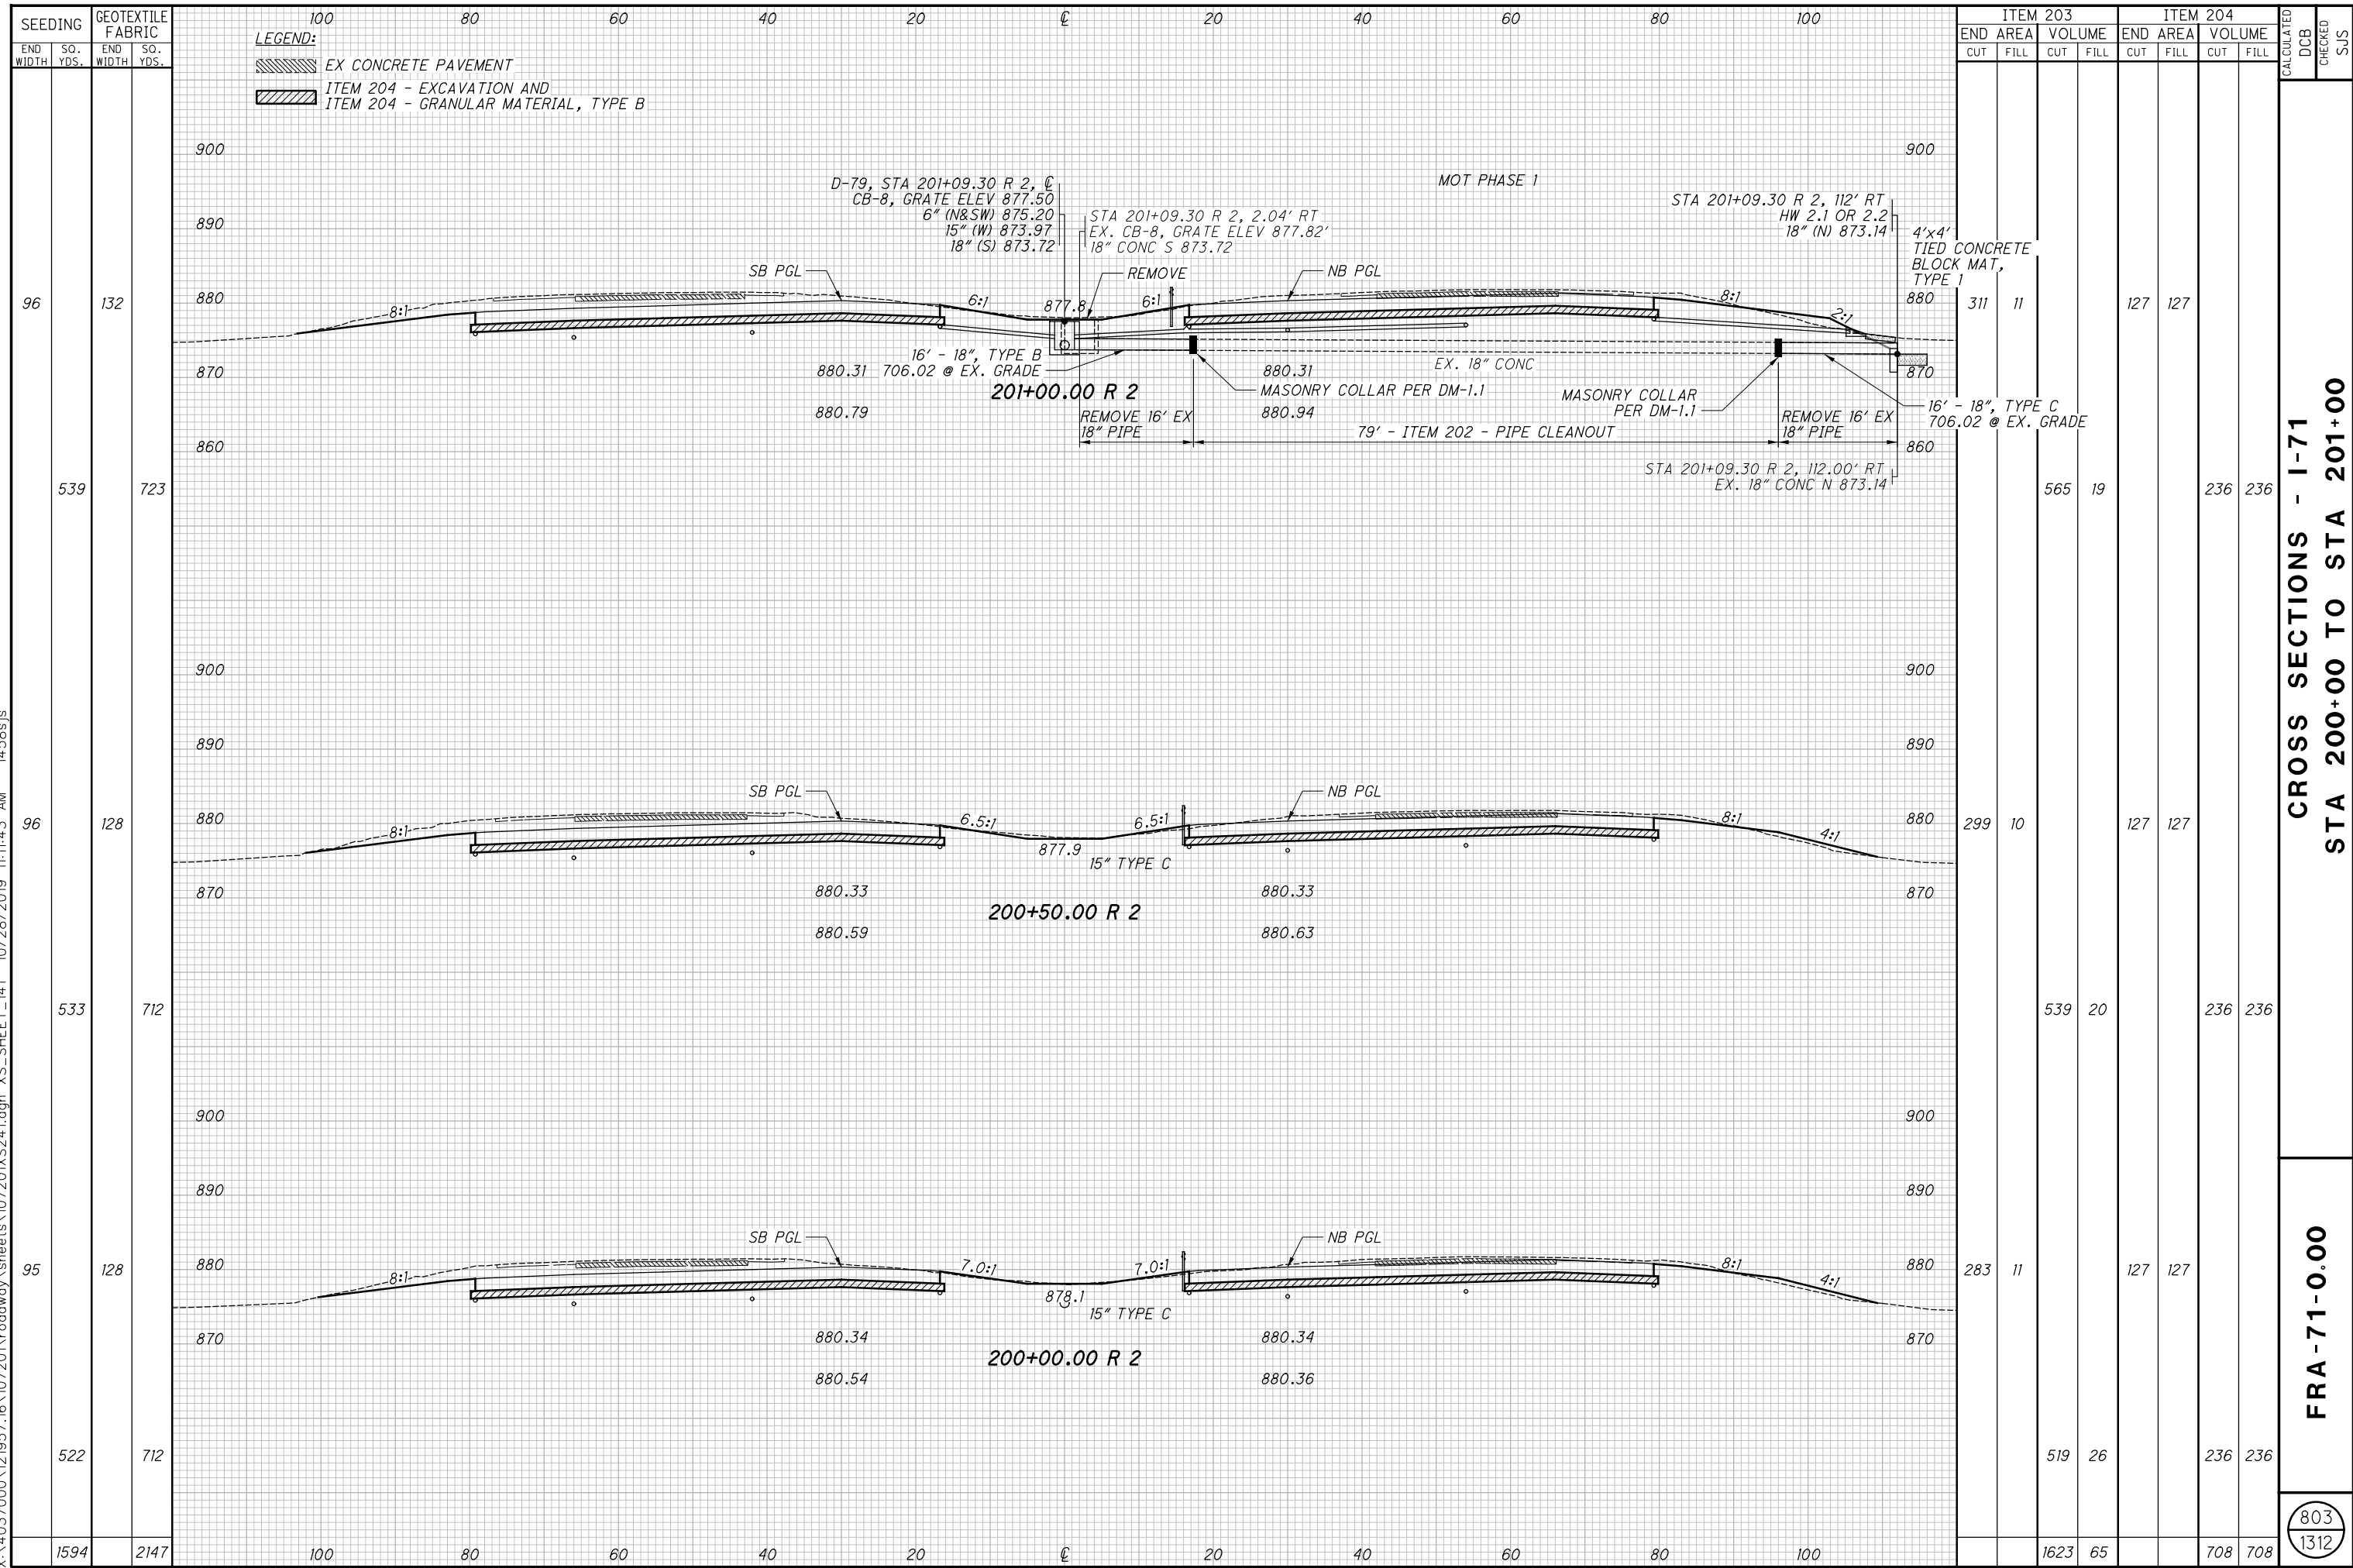 SEEDING
GEOTEXTILE FABRIC
END WIDTH
SQ. YDS.
END WIDTH
SQ. YDS.
100 80 60 40 20 ℄ 20 40 60 80 100
ITEM 203
ITEM 204
END AREA VOLUME END AREA VOLUME
CUT FILL CUT FILL CUT FILL CUT FILL
CALCULATED
DCB
CHECKED
SJS
LEGEND:
EX CONCRETE PAVEMENT
ITEM 204 - EXCAVATION AND
ITEM 204 - GRANULAR MATERIAL, TYPE B
900 900
MOT PHASE 1
D-79, STA 201+09.30 R 2, ℄
CB-8, GRATE ELEV 877.50
6" (N&SW) 875.20
15" (W) 873.97
18" (S) 873.72
STA 201+09.30 R 2, 2.04' RT
EX. CB-8, GRATE ELEV 877.82'
18" CONC S 873.72
STA 201+09.30 R 2, 112' RT
HW 2.1 OR 2.2
18" (N) 873.14
890
4'x4'
TIED CONCRETE
BLOCK MAT,
TYPE 1
SB PGL
REMOVE
NB PGL
96 132
880 880
8:1 6:1 877.8 6:1 8:1 2:1
311 11 127 127
16' - 18", TYPE B
706.02 @ EX. GRADE
EX. 18" CONC
870 870
880.31 880.31
201+00.00 R 2
MASONRY COLLAR PER DM-1.1
MASONRY COLLAR
PER DM-1.1
16' - 18", TYPE C
706.02 @ EX. GRADE
880.79 880.94
REMOVE 16' EX
18" PIPE
79' - ITEM 202 - PIPE CLEANOUT
REMOVE 16' EX
18" PIPE
860 860
STA 201+09.30 R 2, 112.00' RT
EX. 18" CONC N 873.14
539 723
565 19 236 236
900 900
890 890
SB PGL
NB PGL
96 128
880 880
8:1 6.5:1 6.5:1 8:1 4:1
299 10 127 127
877.9
15" TYPE C
870 870
880.33 880.33
200+50.00 R 2
880.59 880.63
533 712
539 20 236 236
900 900
890 890
SB PGL
NB PGL
95 128
880 880
8:1 7.0:1 7.0:1 8:1 4:1
283 11 127 127
878.1
15" TYPE C
870 870
880.34 880.34
200+00.00 R 2
880.54 880.36
522 712
519 26 236 236
1594 2147
100 80 60 40 20 ℄ 20 40 60 80 100
1623 65 708 708
CROSS SECTIONS - I-71
STA 200+00 TO STA 201+00
FRA-71-0.00
803
1312